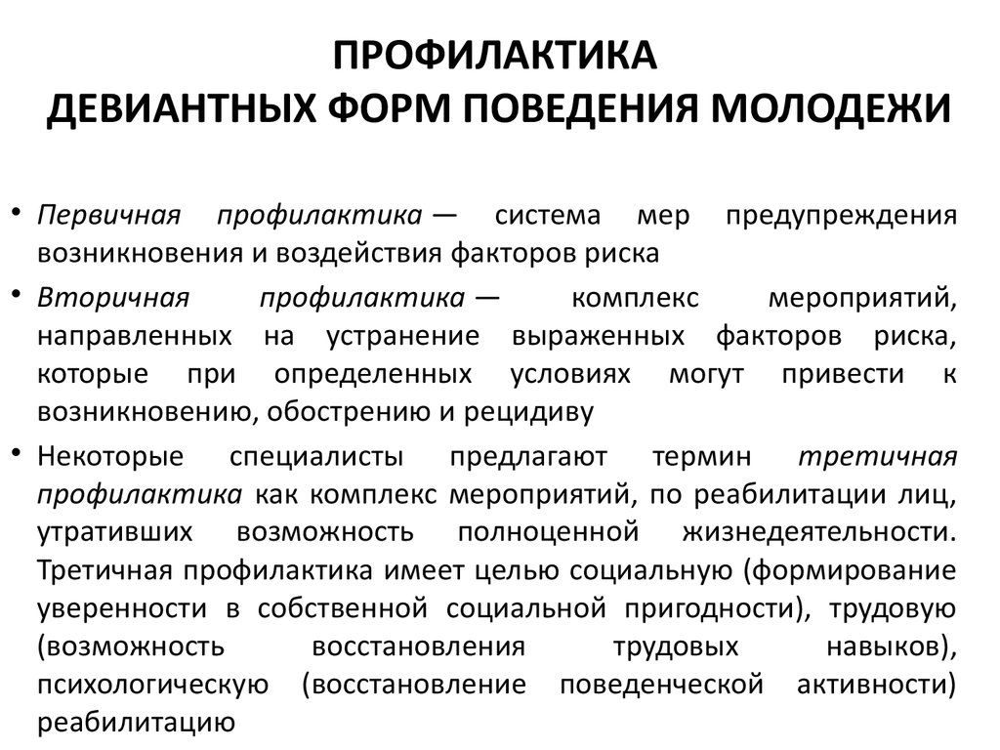 ПРОФИЛАКТИКА
ДЕВИАНТНЫХ ФОРМ ПОВЕДЕНИЯ МОЛОДЕЖИ
• Первичная профилактика — система мер предупреждения
возникновения и воздействия факторов риска
• Вторичная профилактика — комплекс мероприятий,
направленных на устранение выраженных факторов риска,
которые при определенных условиях могут привести к
возникновению, обострению и рецидиву
• Некоторые специалисты предлагают термин третичная
профилактика как комплекс мероприятий, по реабилитации лиц,
утративших возможность полноценной жизнедеятельности.
Третичная профилактика имеет целью социальную (формирование
уверенности в собственной социальной пригодности), трудовую
(возможность восстановления трудовых навыков),
психологическую (восстановление поведенческой активности)
реабилитацию